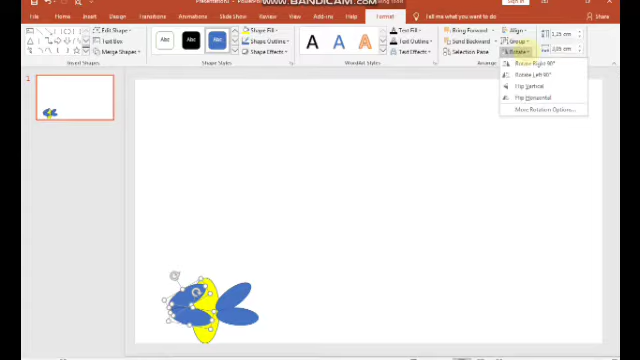 Presentation
www.BANDICAM.COM
Sign in
File Home Insert Design Transitions Animations Slide Show Review View Add-ins Help Format Tell me what you want to do Share
Edit Shape
Text Box
Merge Shapes
Insert Shapes
Abc Abc Abc
Shape Fill
Shape Outline
Shape Effects
Shape Styles
A A A
Text Fill
Text Outline
Text Effects
WordArt Styles
Bring Forward
Send Backward
Selection Pane
Align
Group
Rotate
Arrange
Rotate Right 90°
Rotate Left 90°
Flip Vertical
Flip Horizontal
More Rotation Options...
1